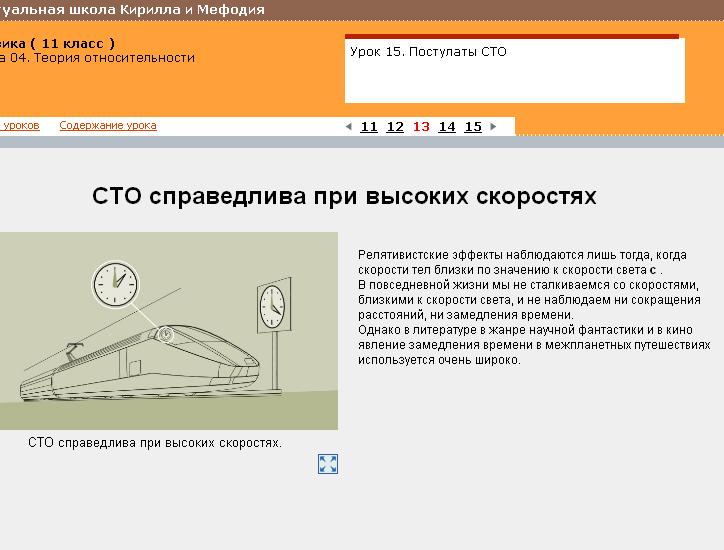 туальная школа Кирилла и Мефодия
зика ( 11 класс )
а 04. Теория относительности
Урок 15. Постулаты СТО
уроков Содержание урока
11 12 13 14 15
СТО справедлива при высоких скоростях
Релятивистские эффекты наблюдаются лишь тогда, когда
скорости тел близки по значению к скорости света с .
В повседневной жизни мы не сталкиваемся со скоростями,
близкими к скорости света, и не наблюдаем ни сокращения
расстояний, ни замедления времени.
Однако в литературе в жанре научной фантастики и в кино
явление замедления времени в межпланетных путешествиях
используется очень широко.
СТО справедлива при высоких скоростях.